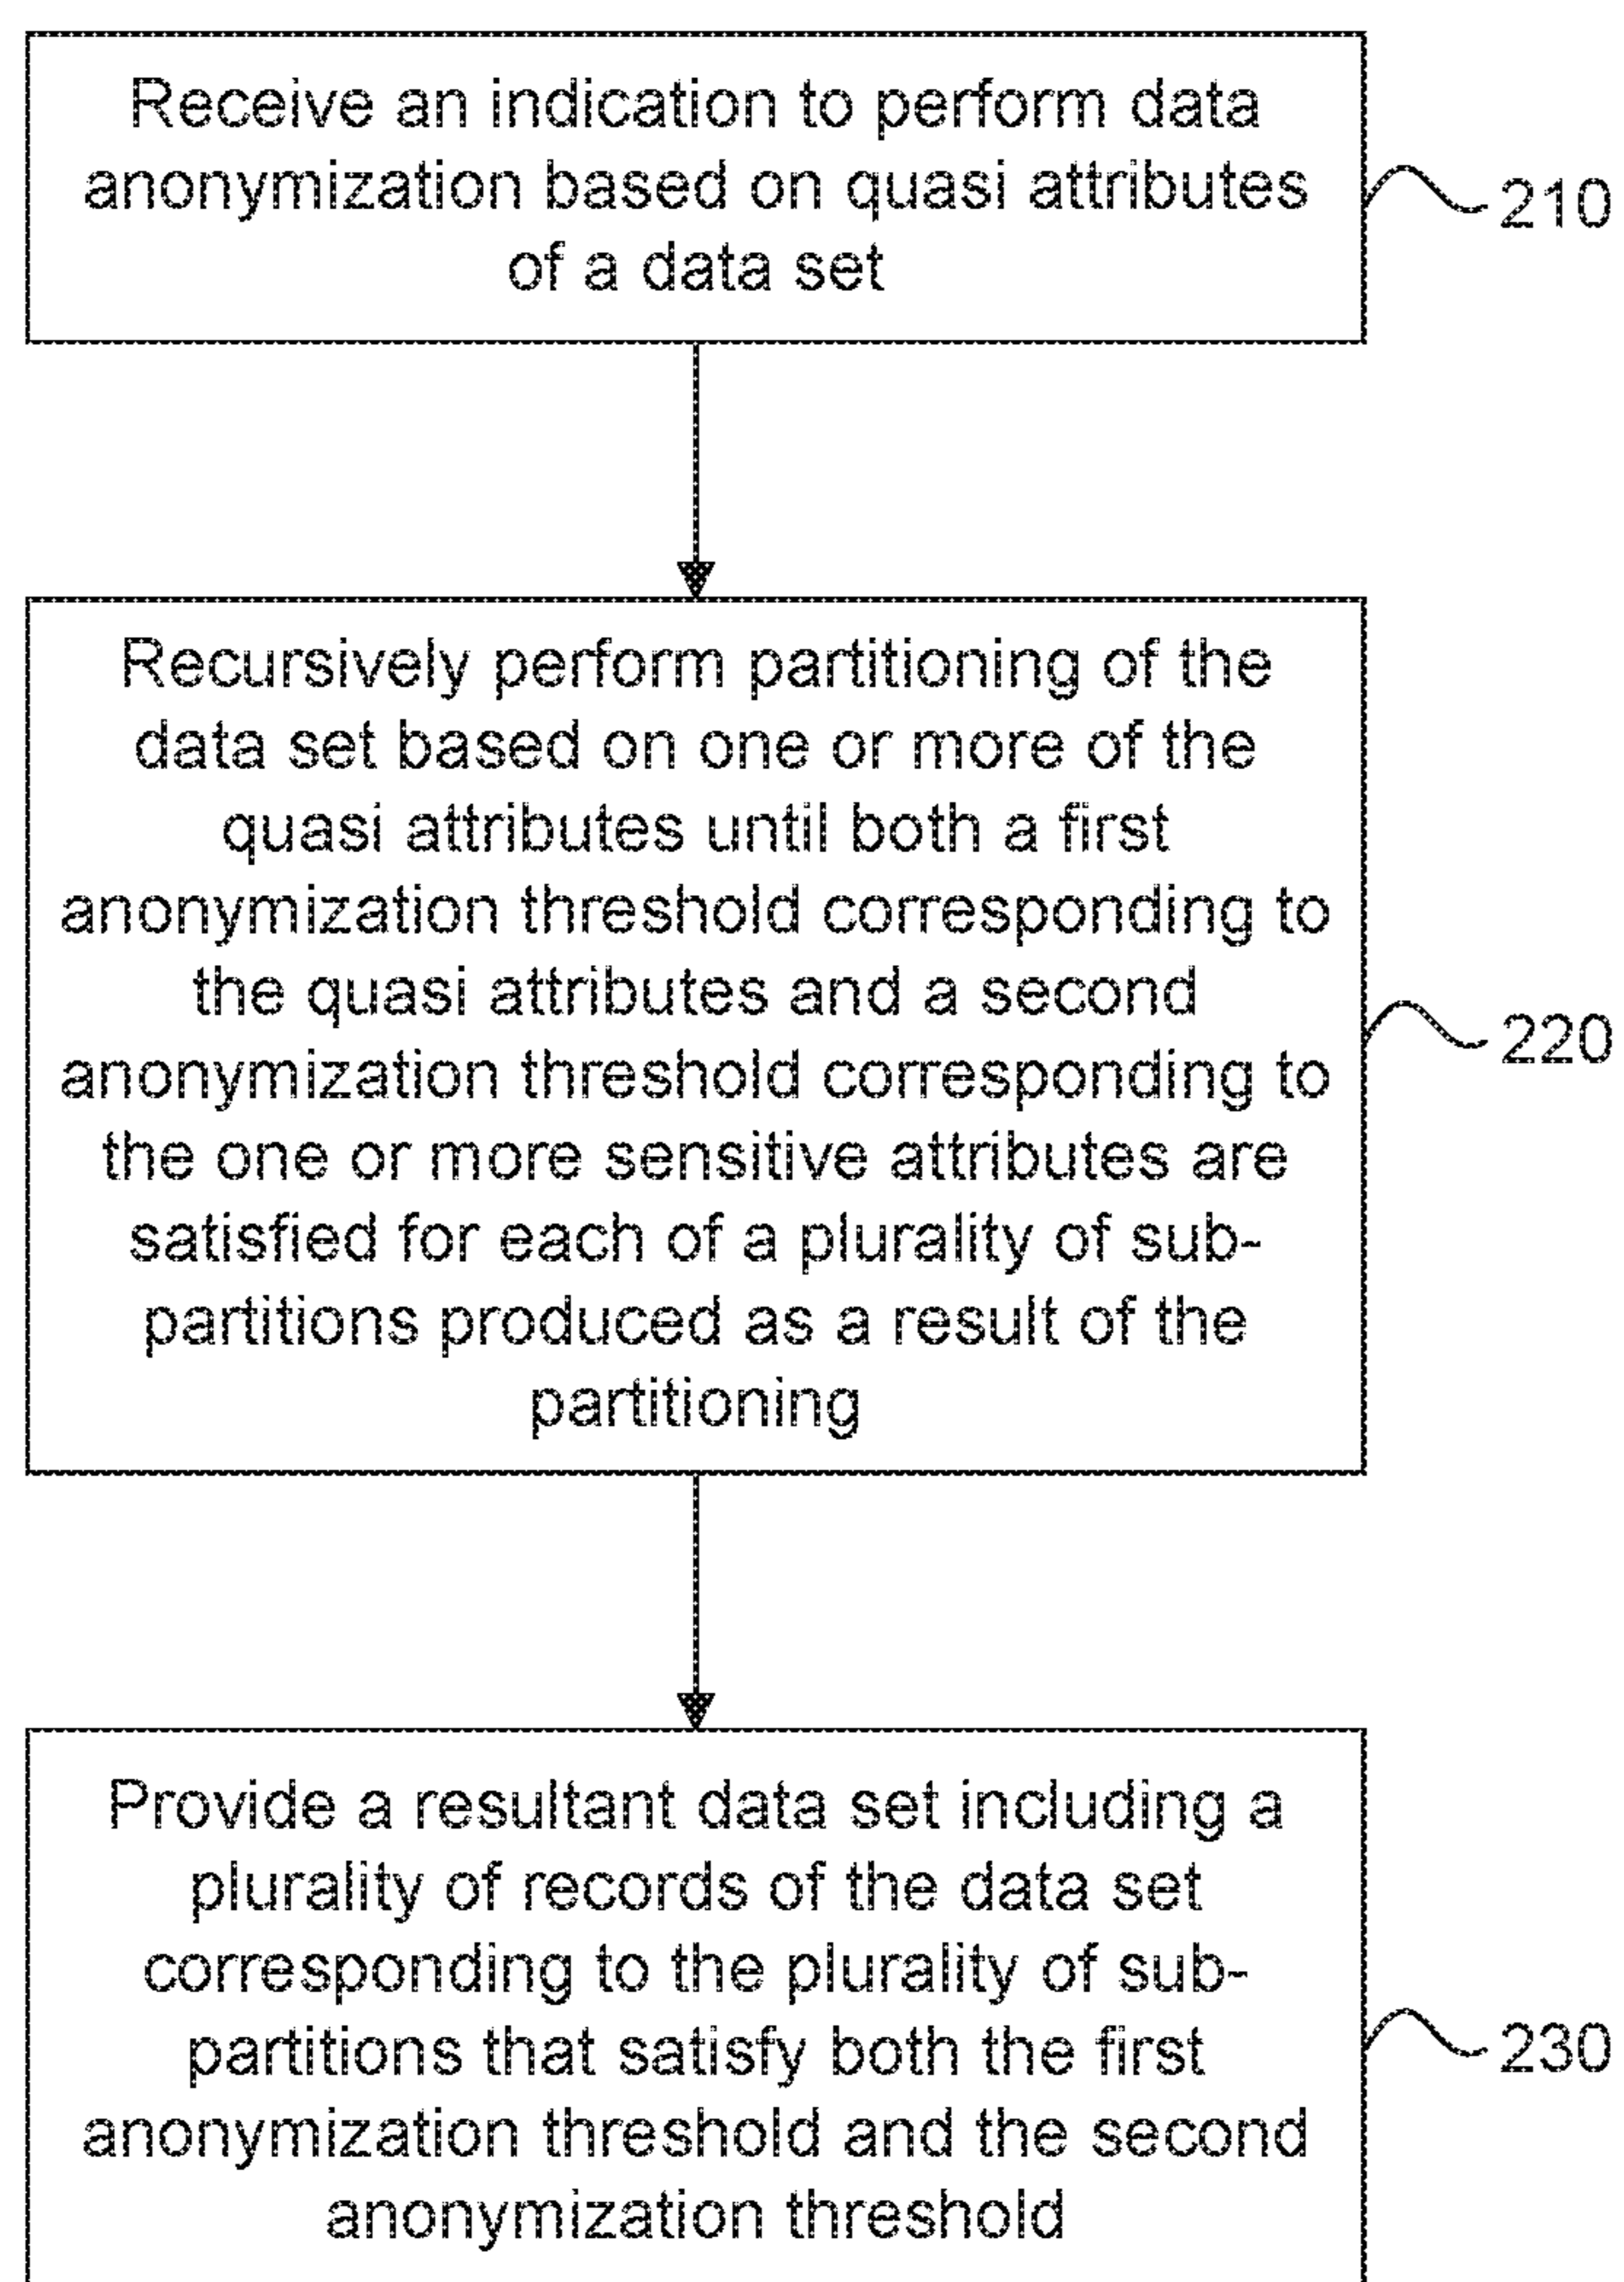 Receive an indication to perform data
anonymization based on quasi attributes
of a data set
210
Recursively perform partitioning of the
data set based on one or more of the
quasi attributes until both a first
anonymization threshold corresponding to
the quasi attributes and a second
anonymization threshold corresponding to
the one or more sensitive attributes are
satisfied for each of a plurality of sub-
partitions produced as a result of the
partitioning
220
Provide a resultant data set including a
plurality of records of the data set
corresponding to the plurality of sub-
partitions that satisfy both the first
anonymization threshold and the second
anonymization threshold
230